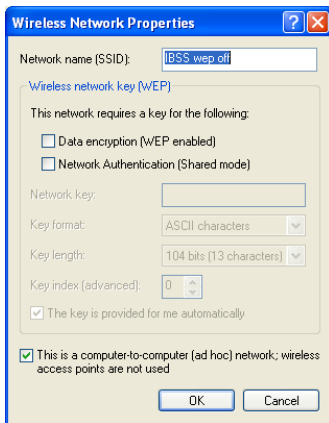 Wireless Network Properties
Network name (SSID): IBSS wep off
Wireless network key (WEP)
This network requires a key for the following:
Data encryption (WEP enabled)
Network Authentication (Shared mode)
Network key:
Key format: ASCII characters
Key length: 104 bits (13 characters)
Key index (advanced): 0
The key is provided for me automatically
This is a computer-to-computer (ad hoc) network; wireless
access points are not used
OK Cancel